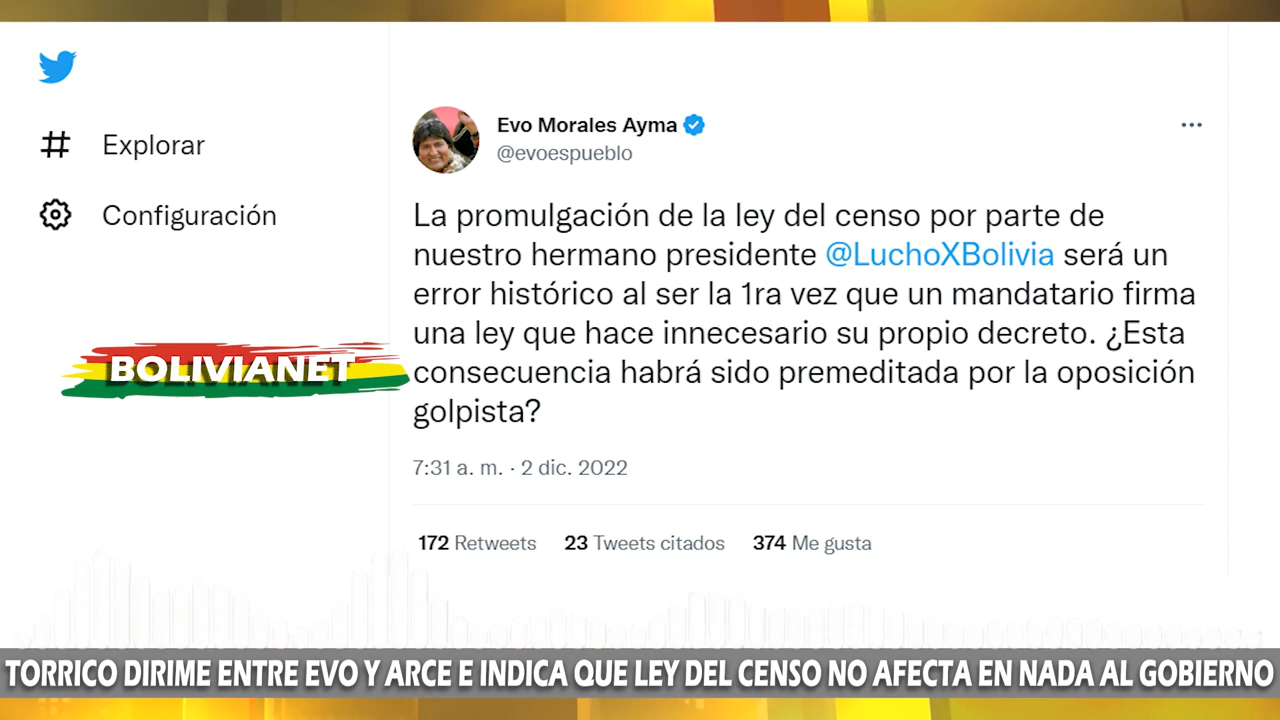 Explorar
Configuración
BOLIVIANET
Evo Morales Ayma
@evoespueblo
La promulgación de la ley del censo por parte de
nuestro hermano presidente @LuchoXBolivia será un
error histórico al ser la 1ra vez que un mandatario firma
una ley que hace innecesario su propio decreto. ¿Esta
consecuencia habrá sido premeditada por la oposición
golpista?
7:31 a. m. · 2 dic. 2022
172 Retweets 23 Tweets citados 374 Me gusta
TORRICO DIRIME ENTRE EVO Y ARCE E INDICA QUE LEY DEL CENSO NO AFECTA EN NADA AL GOBIERNO